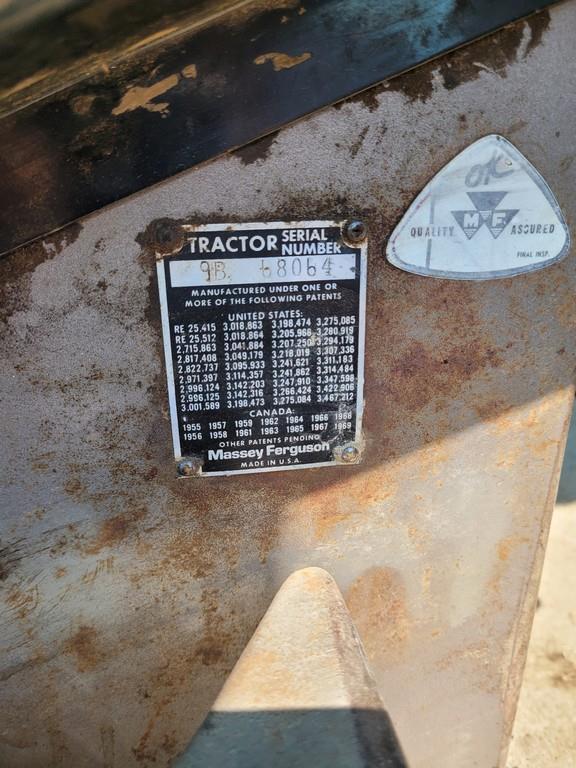 TRACTOR SERIAL NUMBER
9B 68064
MANUFACTURED UNDER ONE OR
MORE OF THE FOLLOWING PATENTS
UNITED STATES:
RE 25,415 3,018,863 3,198,474 3,275,085
RE 25,512 3,018,864 3,205,966 3,280,919
2,715,863 3,041,884 3,207,250 3,294,179
2,817,408 3,049,179 3,218,019 3,307,336
2,822,737 3,095,933 3,241,621 3,311,183
2,971,397 3,114,357 3,241,862 3,314,484
2,996,124 3,142,203 3,247,910 3,347,598
2,996,125 3,142,316 3,266,424 3,422,906
3,001,589 3,198,473 3,275,084 3,467,212
CANADA:
1955 1957 1959 1962 1964 1966 1968
1956 1958 1961 1963 1965 1967 1969
OTHER PATENTS PENDING
Massey Ferguson
MADE IN U.S.A.
OK
QUALITY MF ASSURED
FINAL INSP.